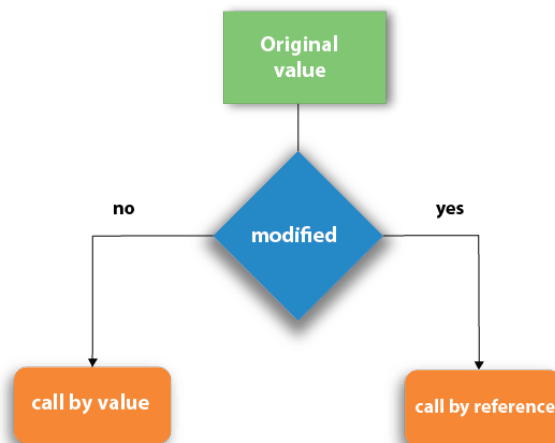 Original
value
no
yes
modified
call by value
call by reference